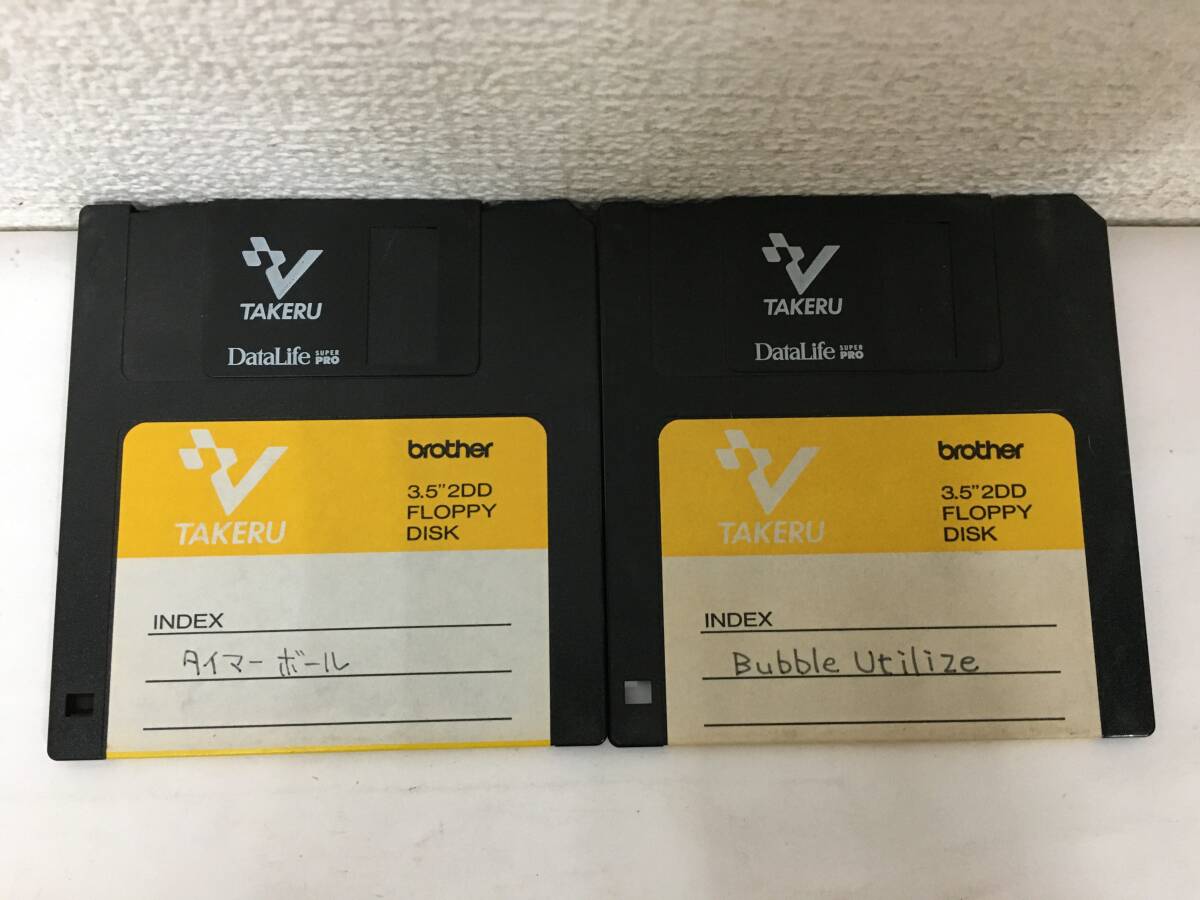 TAKERU
DataLife SUPER PRO
TAKERU
brother
3.5"2DD
FLOPPY
DISK
INDEX
タイマーボール
TAKERU
DataLife SUPER PRO
TAKERU
brother
3.5"2DD
FLOPPY
DISK
INDEX
Bubble Utilize